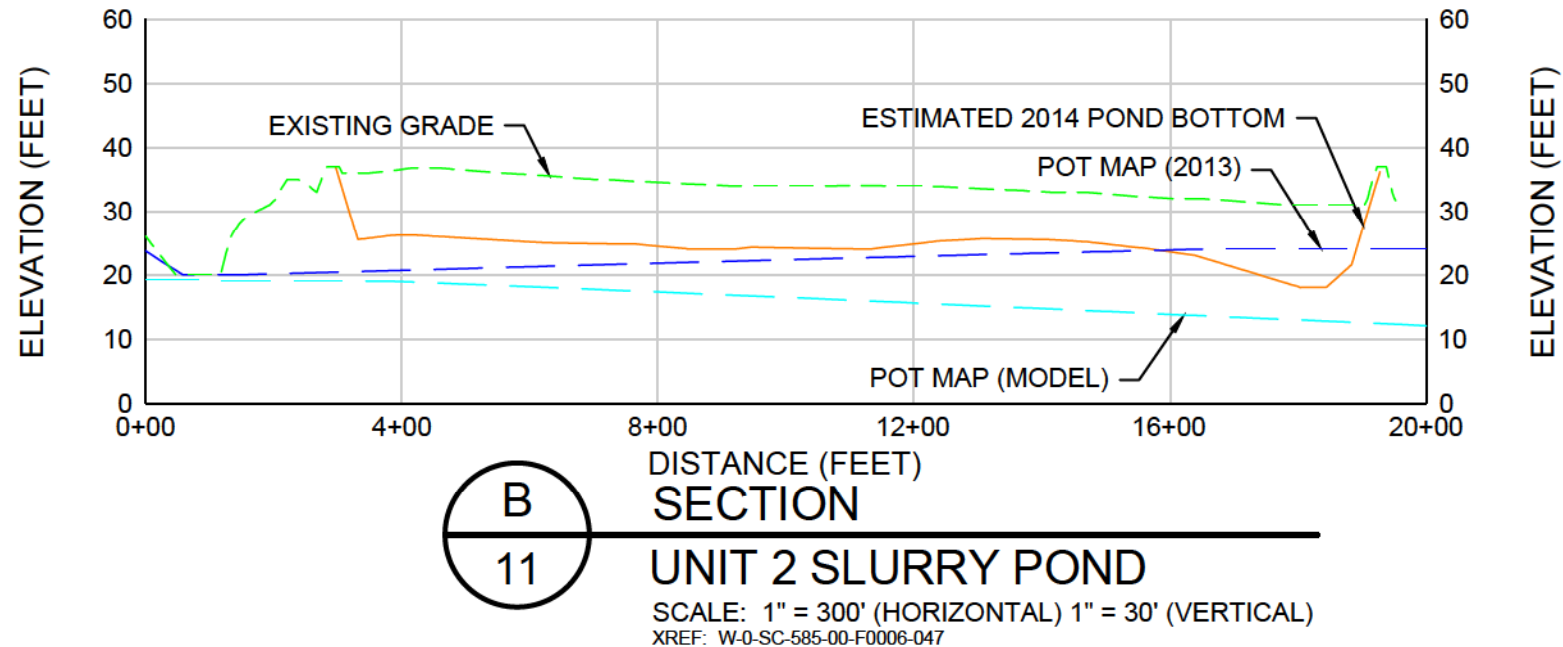 60
50
40
30
20
10
0
ELEVATION (FEET)
60
50
40
30
20
10
0
ELEVATION (FEET)
EXISTING GRADE
ESTIMATED 2014 POND BOTTOM
POT MAP (2013)
POT MAP (MODEL)
0+00 4+00 8+00 12+00 16+00 20+00
DISTANCE (FEET)
B
SECTION
11
UNIT 2 SLURRY POND
SCALE: 1" = 300' (HORIZONTAL) 1" = 30' (VERTICAL)
XREF: W-0-SC-585-00-F0006-047